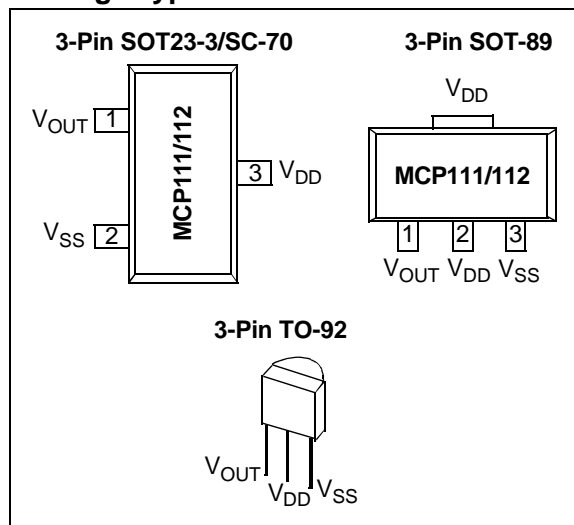 3-Pin SOT23-3/SC-70
VOUT 1
MCP111/112
3 VDD
VSS 2
3-Pin SOT-89
VDD
MCP111/112
1 2 3
VOUT VDD VSS
3-Pin TO-92
VOUT
VDD VSS